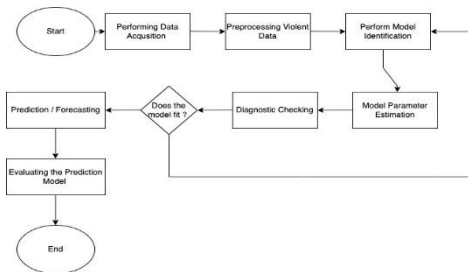 Start
Performing Data
Acqusition
Preprocessing Violent
Data
Perform Model
Identification
Model Parameter
Estimation
Diagnostic Checking
Does the
model fit ?
Prediction / Forecasting
Evaluating the Prediction
Model
End